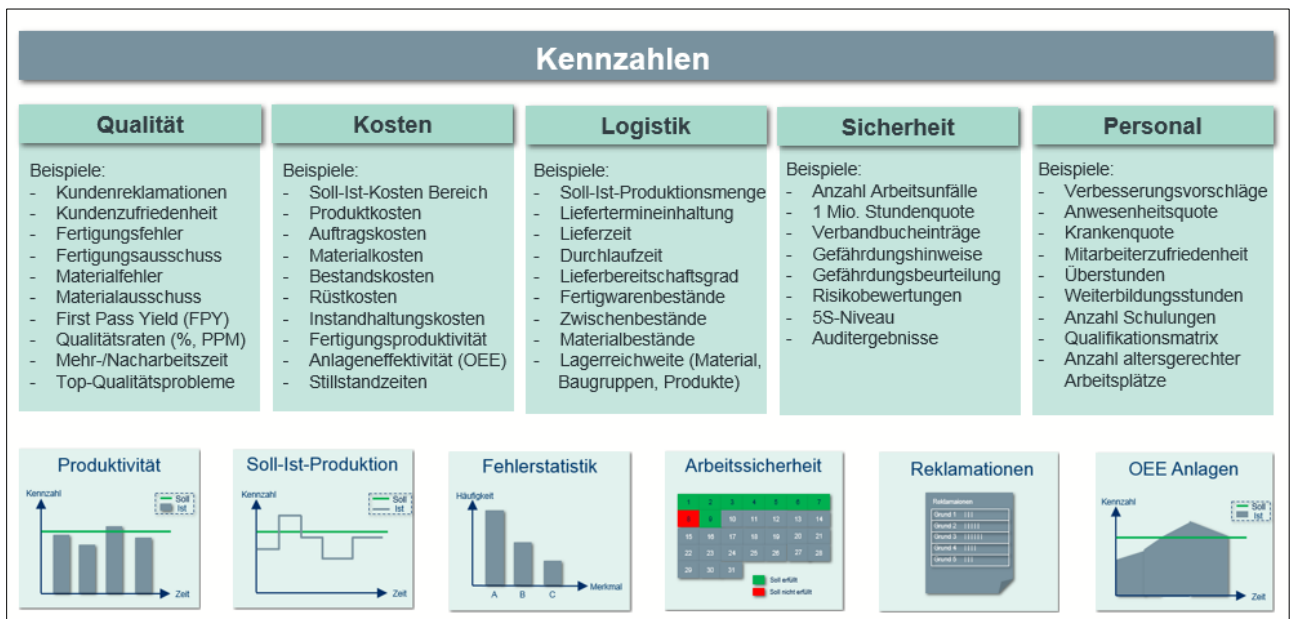 Kennzahlen
Qualität
Beispiele:
- Kundenreklamationen
- Kundenzufriedenheit
- Fertigungsfehler
- Fertigungsausschuss
- Materialfehler
- Materialausschuss
- First Pass Yield (FPY)
- Qualitätsraten (%, PPM)
- Mehr-/Nacharbeitszeit
- Top-Qualitätsprobleme
Kosten
Beispiele:
- Soll-Ist-Kosten Bereich
- Produktkosten
- Auftragskosten
- Materialkosten
- Bestandskosten
- Rüstkosten
- Instandhaltungskosten
- Fertigungsproduktivität
- Anlageneffektivität (OEE)
- Stillstandzeiten
Logistik
Beispiele:
- Soll-Ist-Produktionsmenge
- Liefertermineinhaltung
- Lieferzeit
- Durchlaufzeit
- Lieferbereitschaftsgrad
- Fertigwarenbestände
- Zwischenbestände
- Materialbestände
- Lagerreichweite (Material,
Baugruppen, Produkte)
Sicherheit
Beispiele:
- Anzahl Arbeitsunfälle
- 1 Mio. Stundenquote
- Verbandbucheinträge
- Gefährdungshinweise
- Gefährdungsbeurteilung
- Risikobewertungen
- 5S-Niveau
- Auditergebnisse
Personal
Beispiele:
- Verbesserungsvorschläge
- Anwesenheitsquote
- Krankenquote
- Mitarbeiterzufriedenheit
- Überstunden
- Weiterbildungsstunden
- Anzahl Schulungen
- Qualifikationsmatrix
- Anzahl altersgerechter
Arbeitsplätze
Produktivität
Kennzahl
Soll
Ist
Zeit
Soll-Ist-Produktion
Kennzahl
Soll
Ist
Zeit
Fehlerstatistik
Häufigkeit
A B C
Merkmal
Arbeitssicherheit
1 2 3 4 5 6 7
8 9 10 11 12 13 14
15 16 17 18 19 20 21
22 23 24 25 26 27 28
29 30 31
Soll erfüllt
Soll nicht erfüllt
Reklamationen
Reklamationen
Grund 1 | | |
Grund 2 | | | | |
Grund 3 | | | | | |
Grund 4 | | | |
Grund 5 | | | |
OEE Anlagen
Kennzahl
Soll
Ist
Zeit